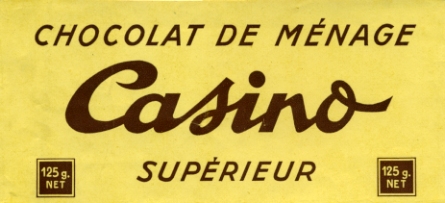 CHOCOLAT DE MÉNAGE
Casino
SUPÉRIEUR
125 g.
NET
125 g.
NET